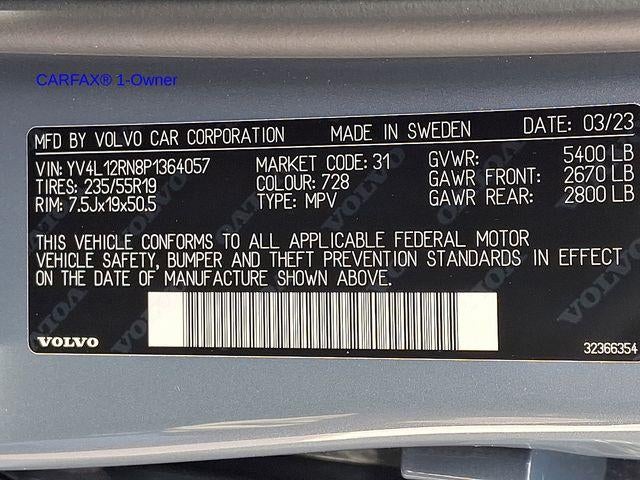 CARFAX® 1-Owner
MFD BY VOLVO CAR CORPORATION MADE IN SWEDEN DATE: 03/23
VIN: YV4L12RN8P1364057 MARKET CODE: 31 GVWR: 5400 LB
TIRES: 235/55R19 COLOUR: 728 GAWR FRONT: 2670 LB
RIM: 7.5Jx19x50.5 TYPE: MPV GAWR REAR: 2800 LB
THIS VEHICLE CONFORMS TO ALL APPLICABLE FEDERAL MOTOR
VEHICLE SAFETY, BUMPER AND THEFT PREVENTION STANDARDS IN EFFECT
ON THE DATE OF MANUFACTURE SHOWN ABOVE.
VOLVO 32366354